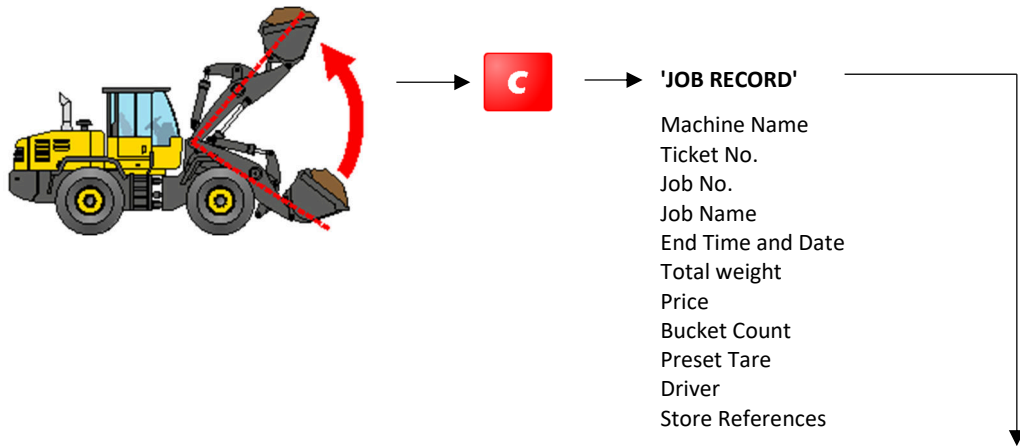 C
'JOB RECORD'
Machine Name
Ticket No.
Job No.
Job Name
End Time and Date
Total weight
Price
Bucket Count
Preset Tare
Driver
Store References